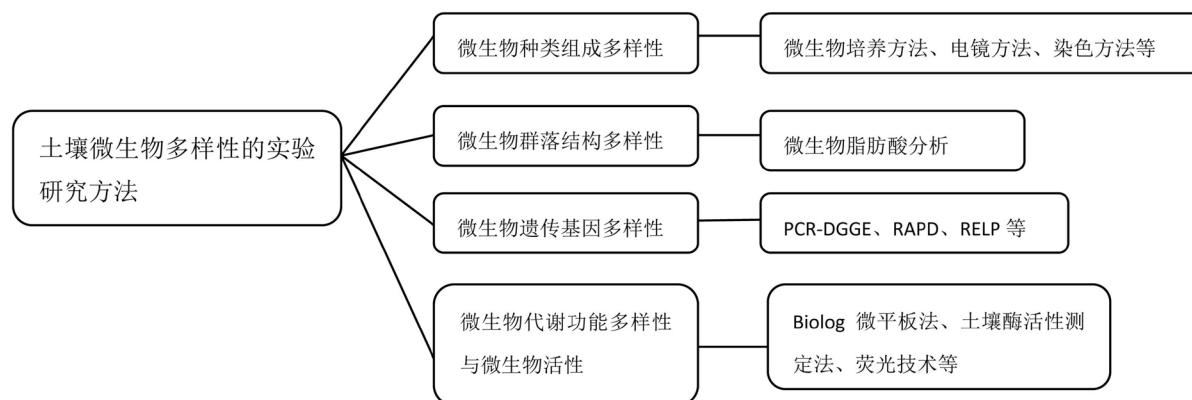 土壤微生物多样性的实验
研究方法
微生物种类组成多样性
微生物培养方法、电镜方法、染色方法等
微生物群落结构多样性
微生物脂肪酸分析
微生物遗传基因多样性
PCR-DGGE、RAPD、RELP 等
微生物代谢功能多样性
与微生物活性
Biolog 微平板法、土壤酶活性测
定法、荧光技术等